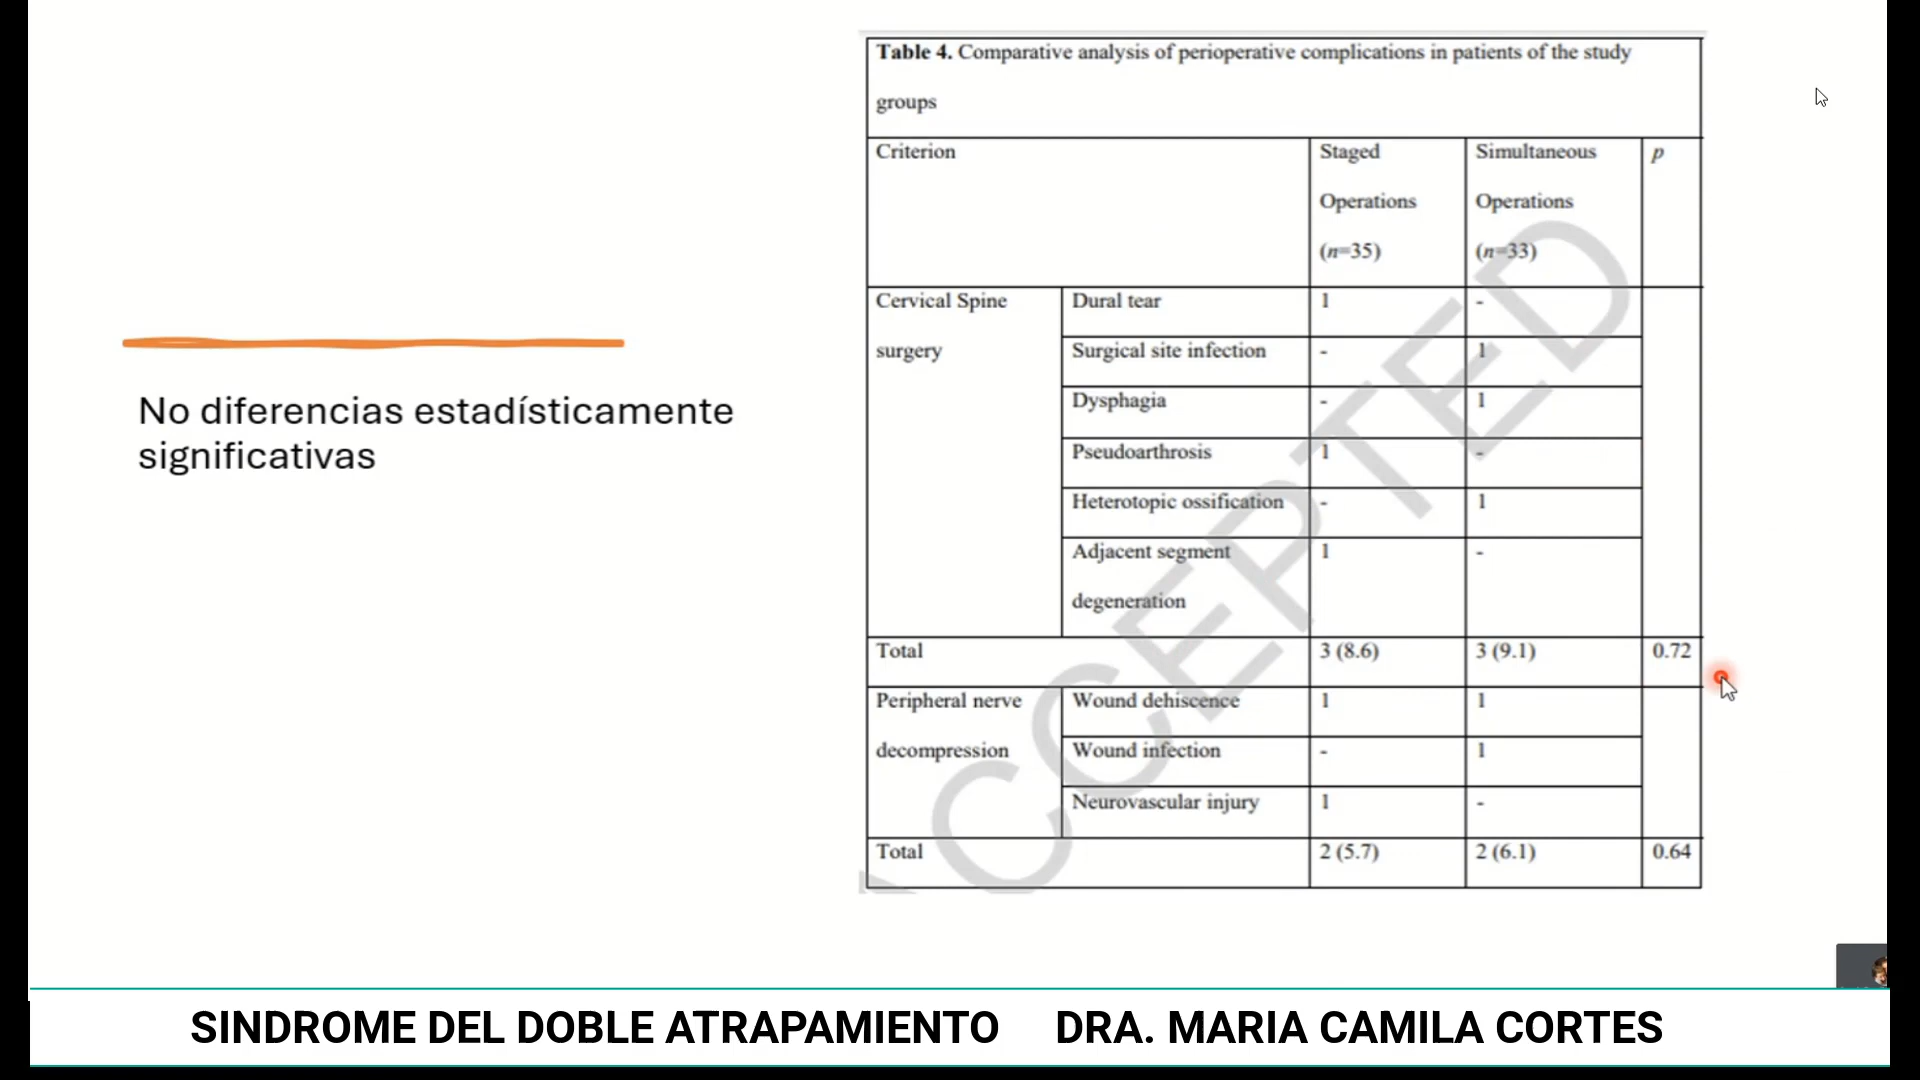 No diferencias estadísticamente
significativas
Table 4. Comparative analysis of perioperative complications in patients of the study
groups
Criterion
Staged
Operations
(n=35)
Simultaneous
Operations
(n=33)
p
Cervical Spine
surgery
Dural tear 1 -
Surgical site infection - 1
Dysphagia - 1
Pseudoarthrosis 1 -
Heterotopic ossification - 1
Adjacent segment
degeneration
1 -
Total 3 (8.6) 3 (9.1) 0.72
Peripheral nerve
decompression
Wound dehiscence 1 1
Wound infection - 1
Neurovascular injury 1 -
Total 2 (5.7) 2 (6.1) 0.64
CCEPTED
SINDROME DEL DOBLE ATRAPAMIENTO DRA. MARIA CAMILA CORTES